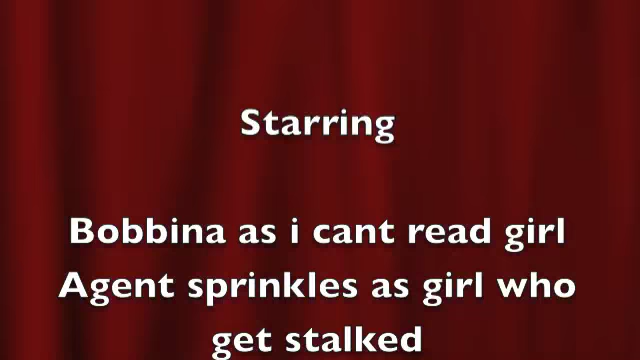 Starring
Bobbina as i cant read girl
Agent sprinkles as girl who
get stalked